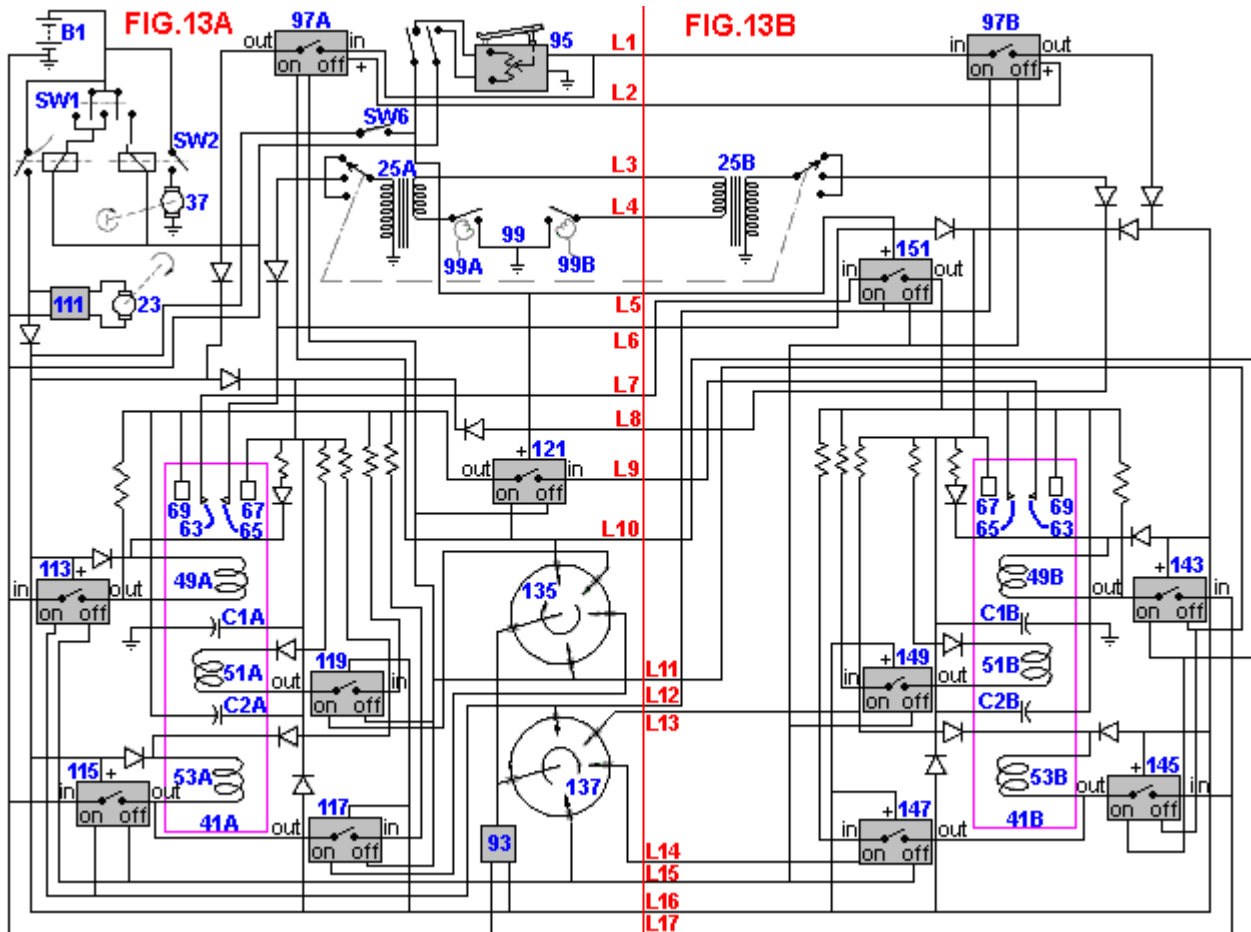 FIG.13A 97A FIG.13B 97B
B1
out in
on off +
95
L1
in out
on off +
L2
SW1
SW6
SW2
25A L3 25B
37
L4
99
99A 99B
+ 151
in out
on off
111 23
L5
L6
L7
L8
+ 121
out in
on off
L9
69 67
63 65
67 69
65 63
L10
113 +
in out
on off
49A
135
49B
+ 143
out in
on off
C1A
C1B
51A
119
out in
on off
L11
149
+
in out
on off
51B
C2A
L12
L13
C2B
115 +
in out
on off
53A
137
53B
+ 145
out in
on off
41A
117
out in
on off
93
147
+
in out
on off
41B
L14
L15
L16
L17